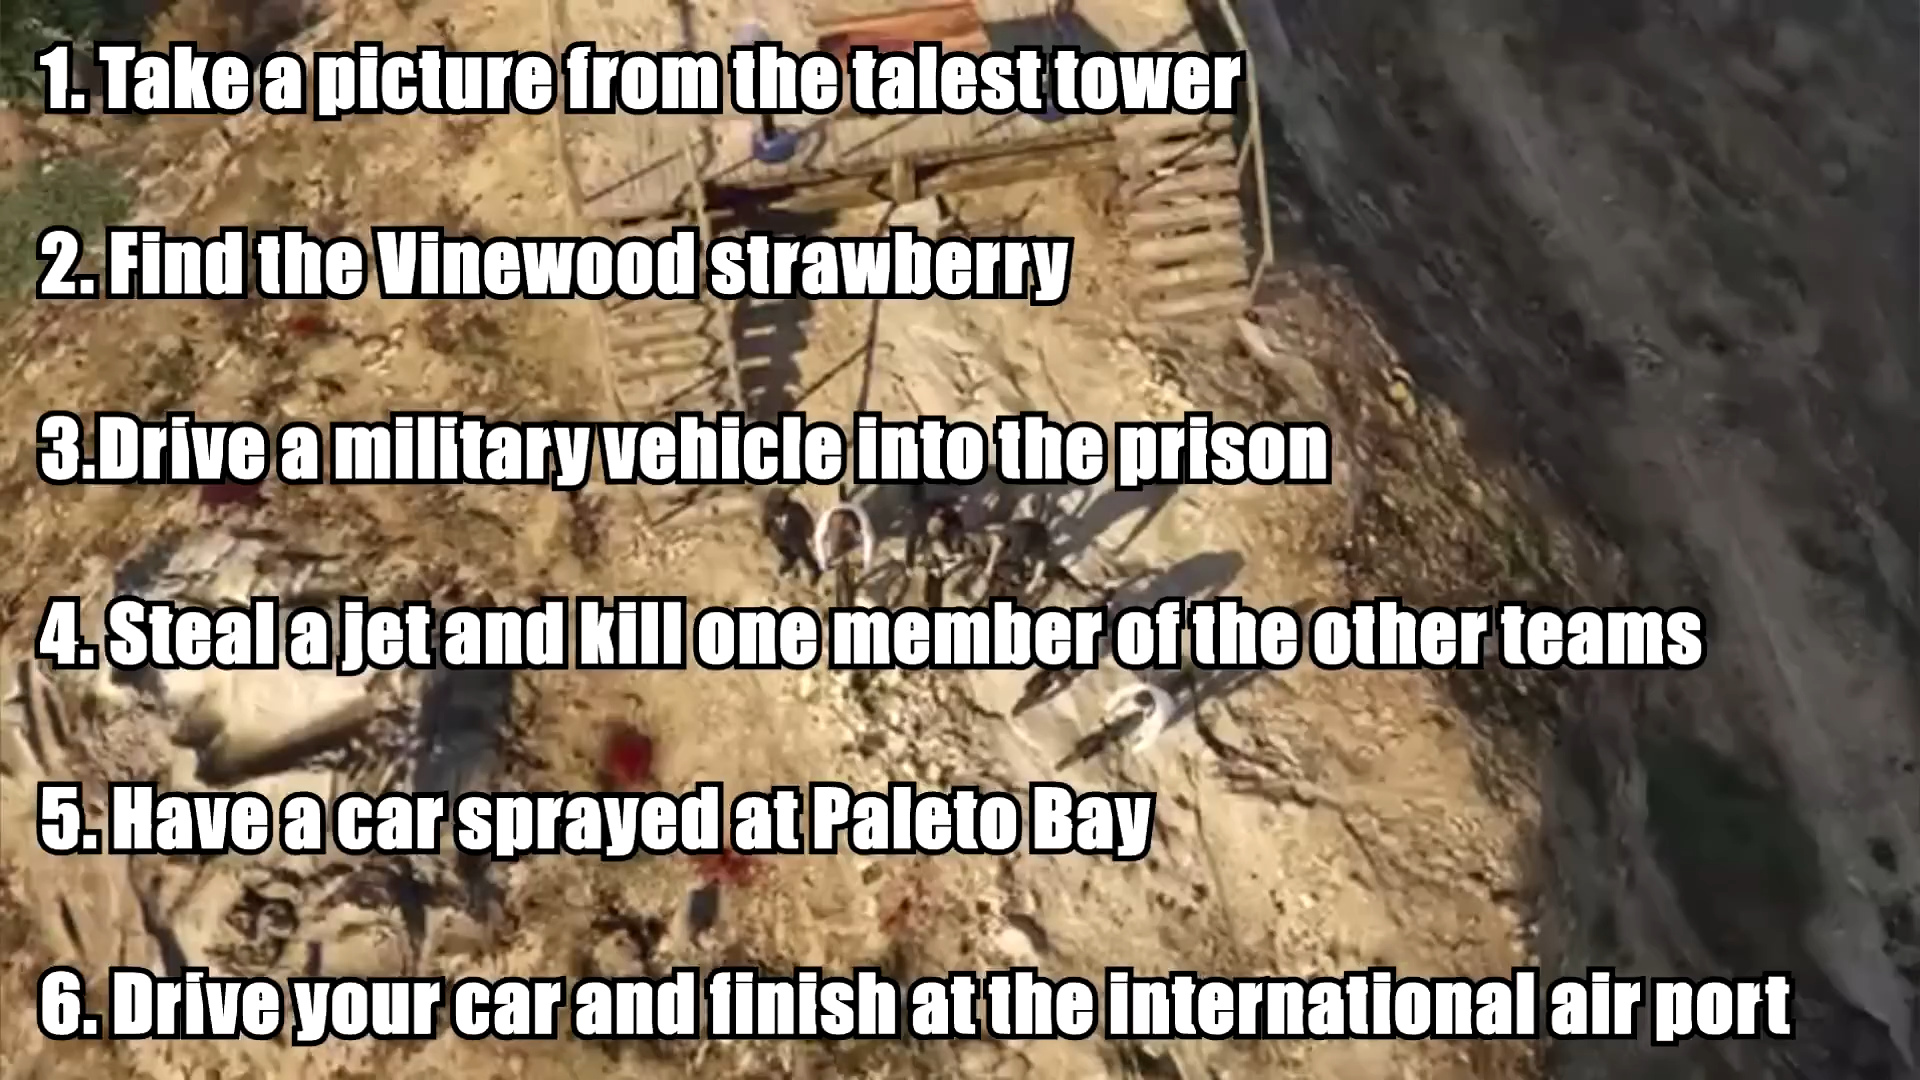 1. Take a picture from the talest tower
2. Find the Vinewood strawberry
3.Drive a military vehicle into the prison
4. Steal a jet and kill one member of the other teams
5. Have a car sprayed at Paleto Bay
6. Drive your car and finish at the international air port